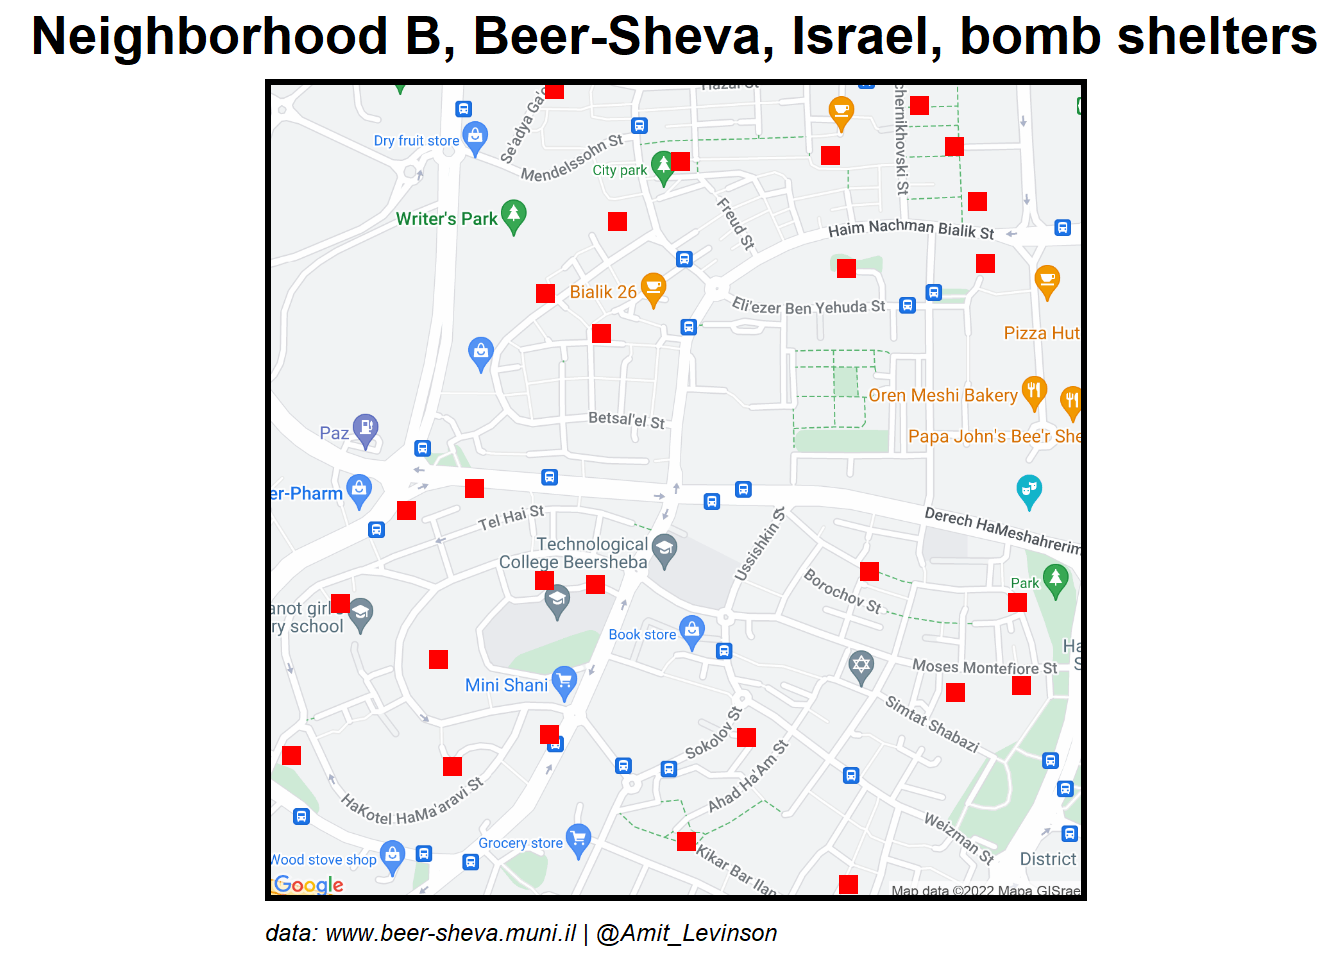 Neighborhood B, Beer-Sheva, Israel, bomb shelters
Hazui St
Se'adya Ga'o
Dry fruit store
Mendelssohn St
City park
chernikhovski St
Writer's Park
Freud St
Haim Nachman Bialik St
Bialik 26
Eli'ezer Ben Yehuda St
Pizza Hut
Oren Meshi Bakery
Betsal'el St
Paz
Papa John's Bee'r She
er-Pharm
Tel Hai St
Derech HaMeshahrerim
Technological
College Beersheba
Ussishkin St
Borochov St
Park
anot girl
ry school
Book store
Ha
S
Moses Montefiore St
Mini Shani
Simtat Shabazi
Sokolov St
Ahad Ha'Am St
HaKotel HaMa'aravi St
Weizman St
Grocery store
Kikar Bar Ilan
Wood stove shop
District
Google
Map data ©2022 Mapa GISrael
data: www.beer-sheva.muni.il | @Amit_Levinson